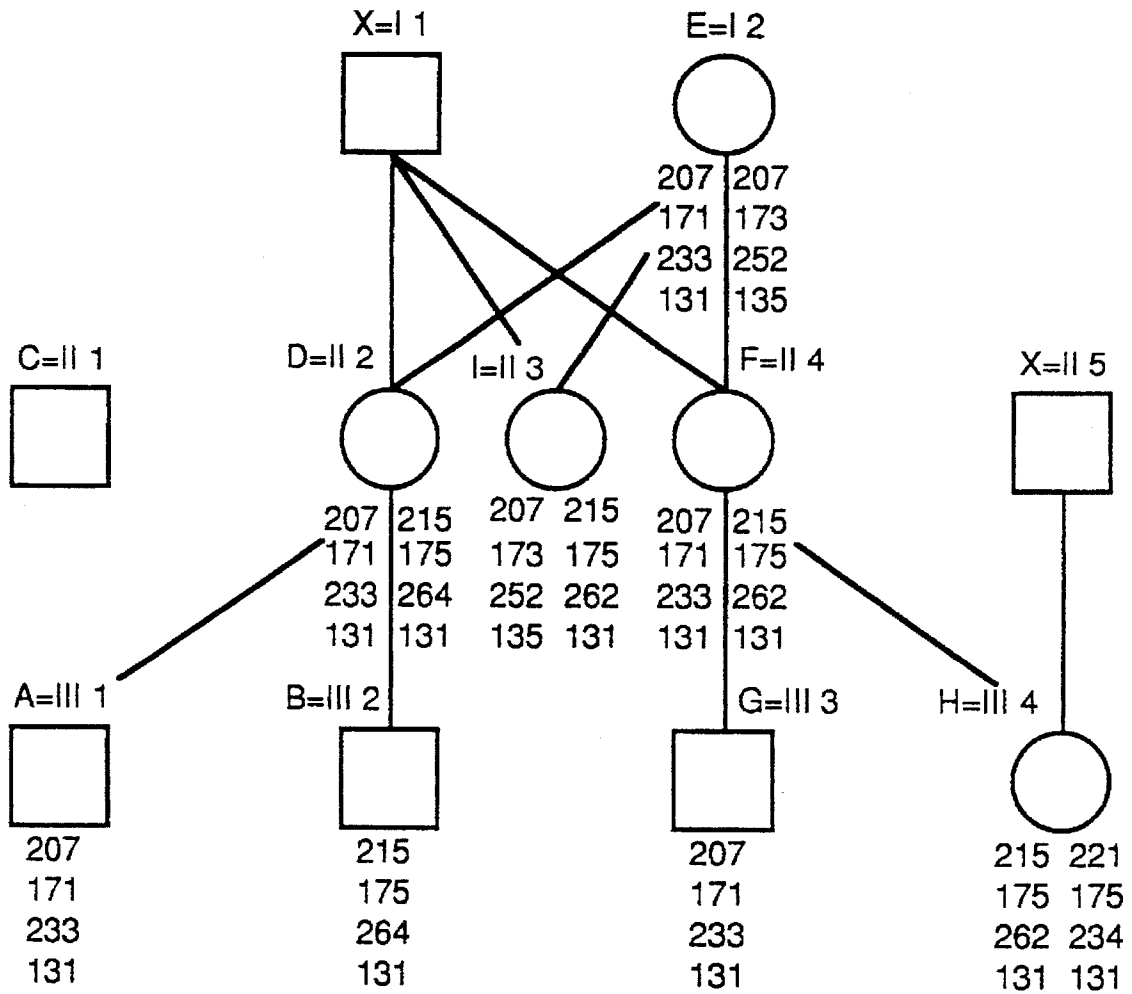 X=I 1 E=I 2
207 207
171 173
233 252
131 135
C=II 1 D=II 2 I=II 3 F=II 4 X=II 5
207 215 207 215 207 215
171 175 173 175 171 175
233 264 252 262 233 262
131 131 135 131 131 131
A=III 1 B=III 2 G=III 3 H=III 4
207 215 207 215 221
171 175 171 175 175
233 264 233 262 234
131 131 131 131 131